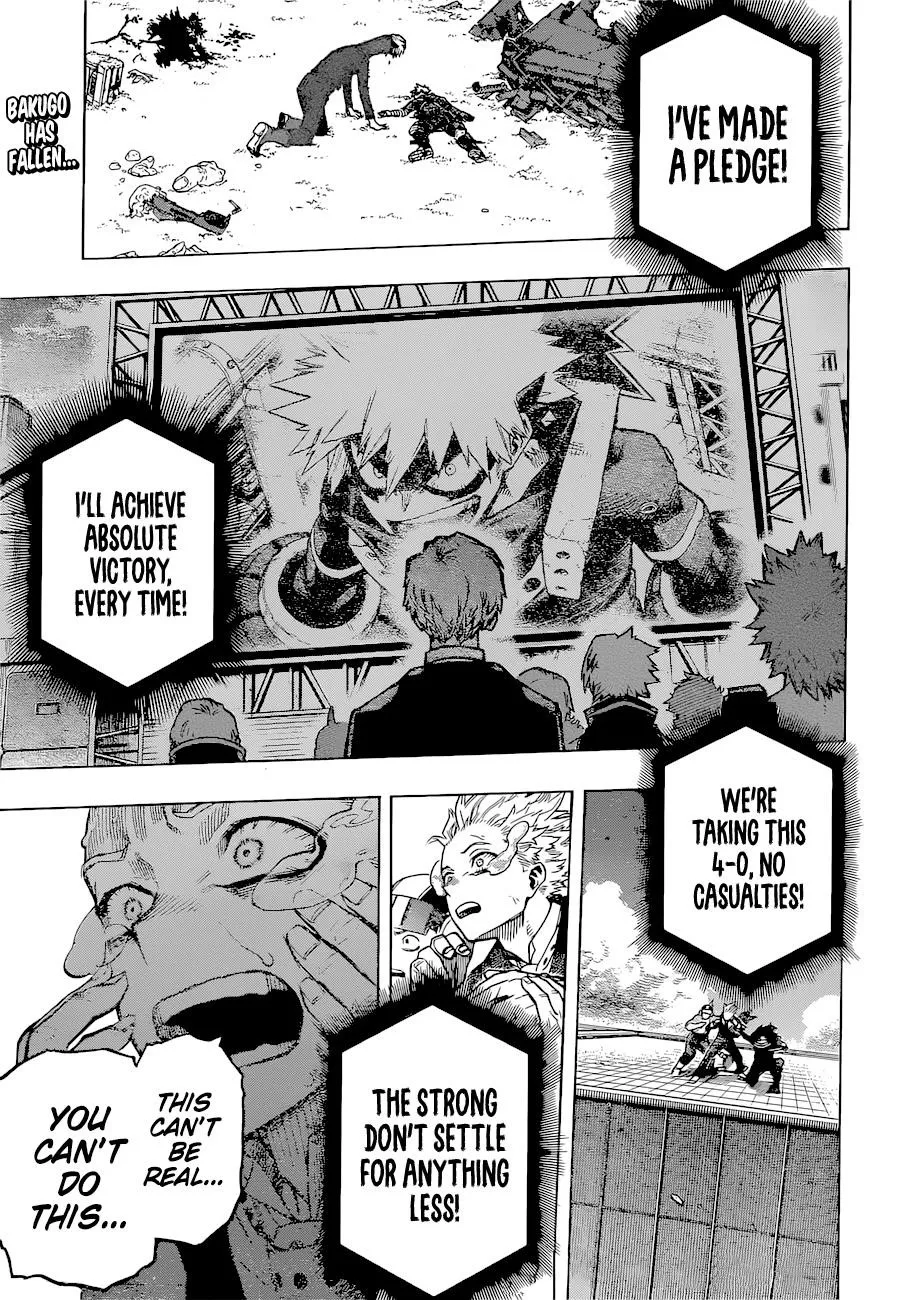 I'VE MADE
A PLEDGE!
BAKUGO
HAS
FALLEN...
I'LL ACHIEVE
ABSOLUTE
VICTORY,
EVERY TIME!
WE'RE
TAKING THIS
4-0, NO
CASUALTIES!
THE STRONG
DON'T SETTLE
FOR ANYTHING
LESS!
THIS
CAN'T
BE
REAL...
YOU
CAN'T
DO
THIS...